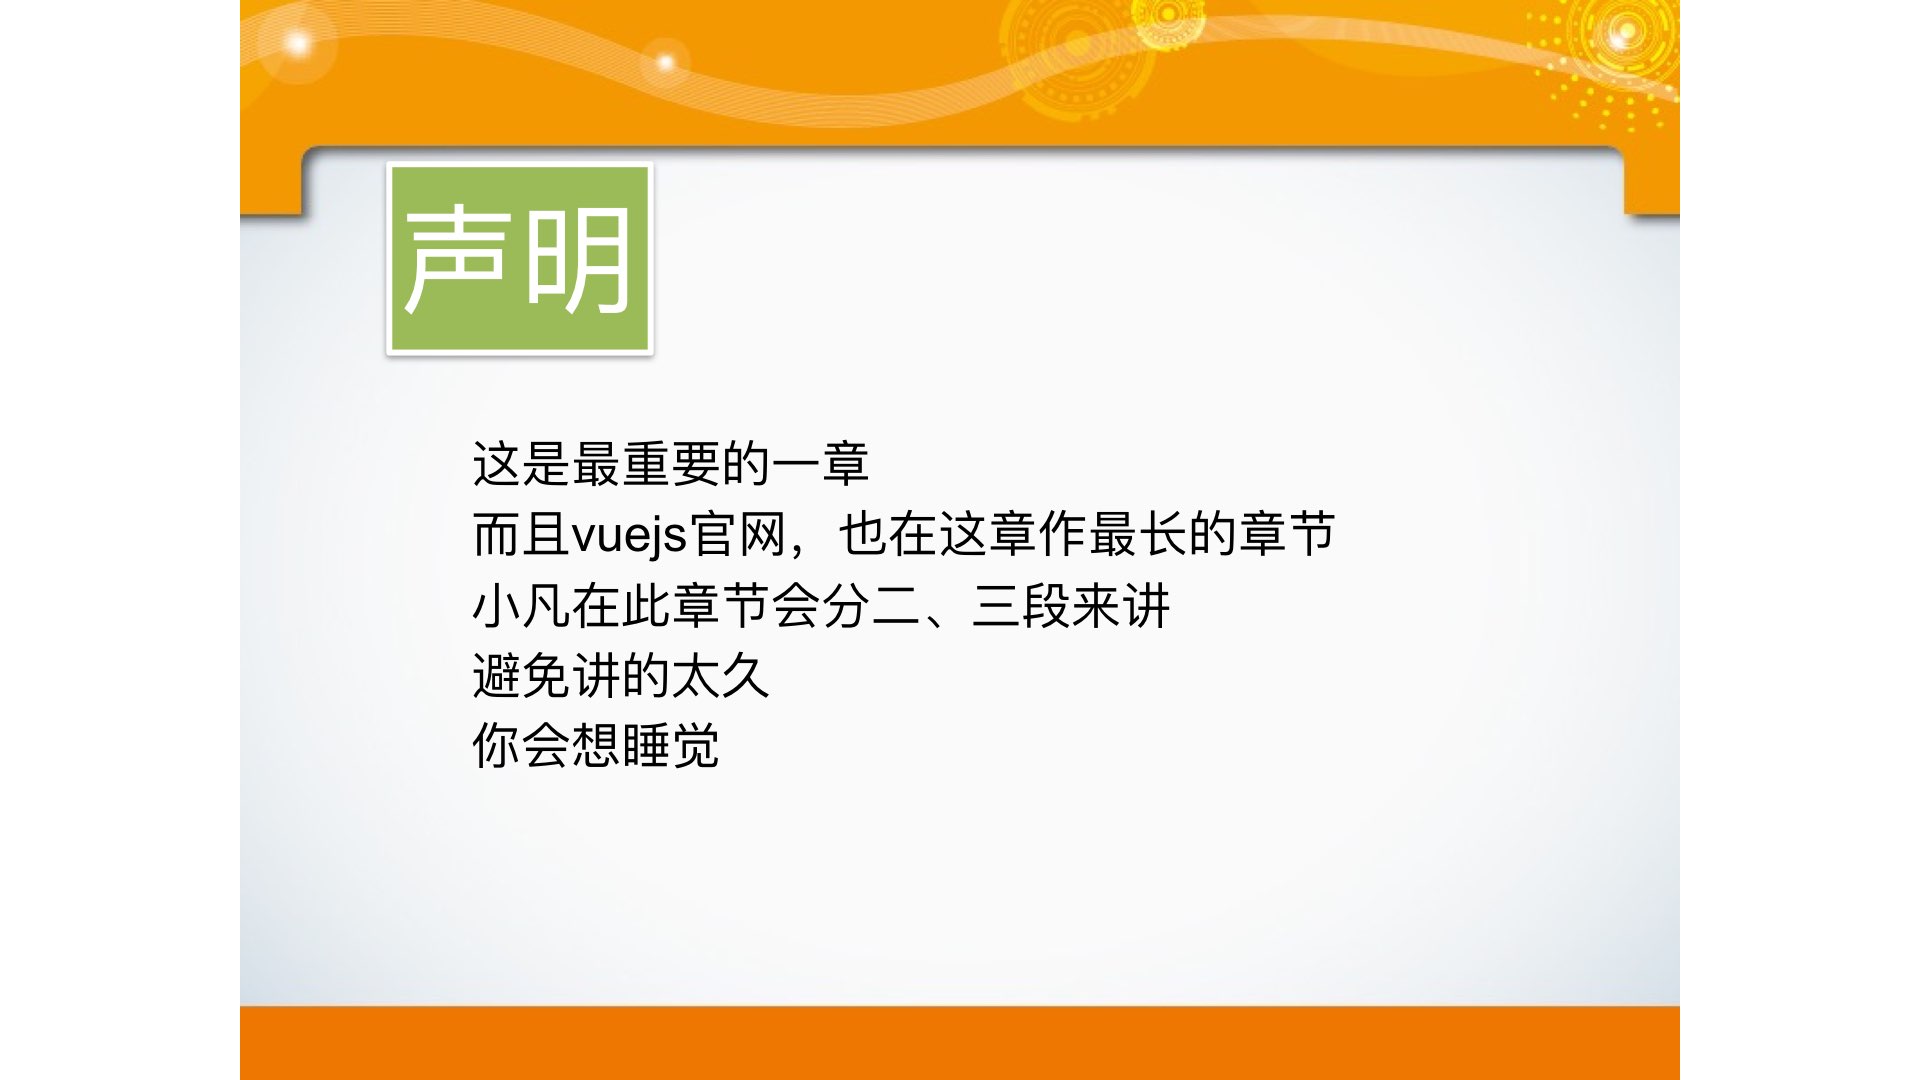 声明
这是最重要的一章
而且vuejs官网，也在这章作最长的章节
小凡在此章节会分二、三段来讲
避免讲的太久
你会想睡觉